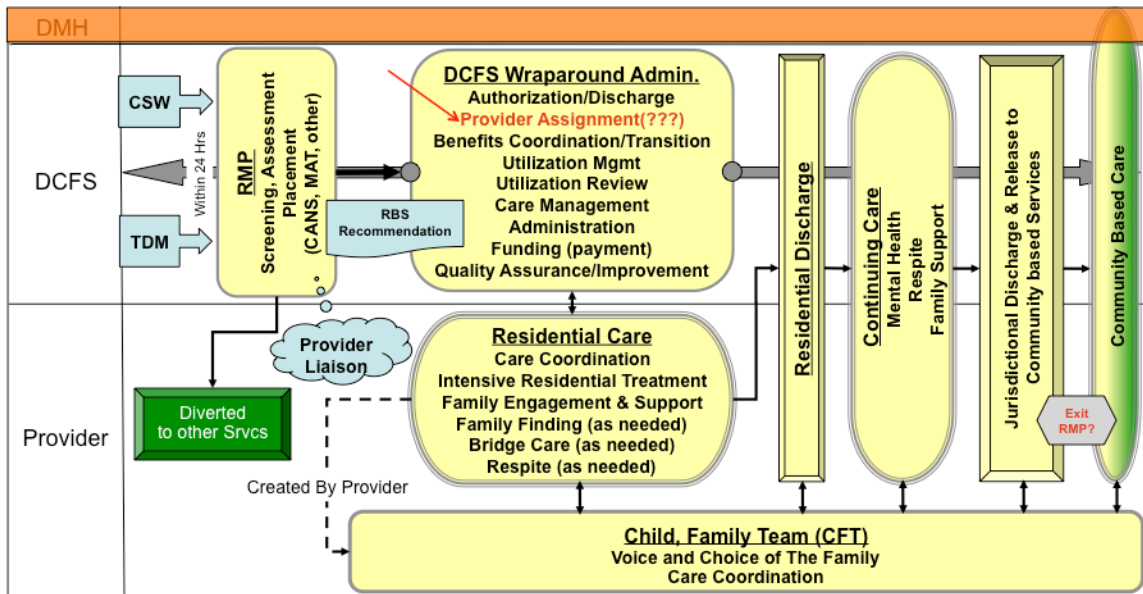 DMH
DCFS
Provider
CSW
TDM
Within 24 Hrs
RMP
Screening, Assessment
Placement
(CANS, MAT, other)
RBS
Recommendation
DCFS Wraparound Admin.
Authorization/Discharge
Provider Assignment(???)
Benefits Coordination/Transition
Utilization Mgmt
Utilization Review
Care Management
Administration
Funding (payment)
Quality Assurance/Improvement
Provider
Liaison
Diverted
to other Srvcs
Residential Care
Care Coordination
Intensive Residential Treatment
Family Engagement & Support
Family Finding (as needed)
Bridge Care (as needed)
Respite (as needed)
Created By Provider
Residential Discharge
Continuing Care
Mental Health
Respite
Family Support
Jurisdictional Discharge & Release to
Community based Services
Exit
RMP?
Community Based Care
Child, Family Team (CFT)
Voice and Choice of The Family
Care Coordination